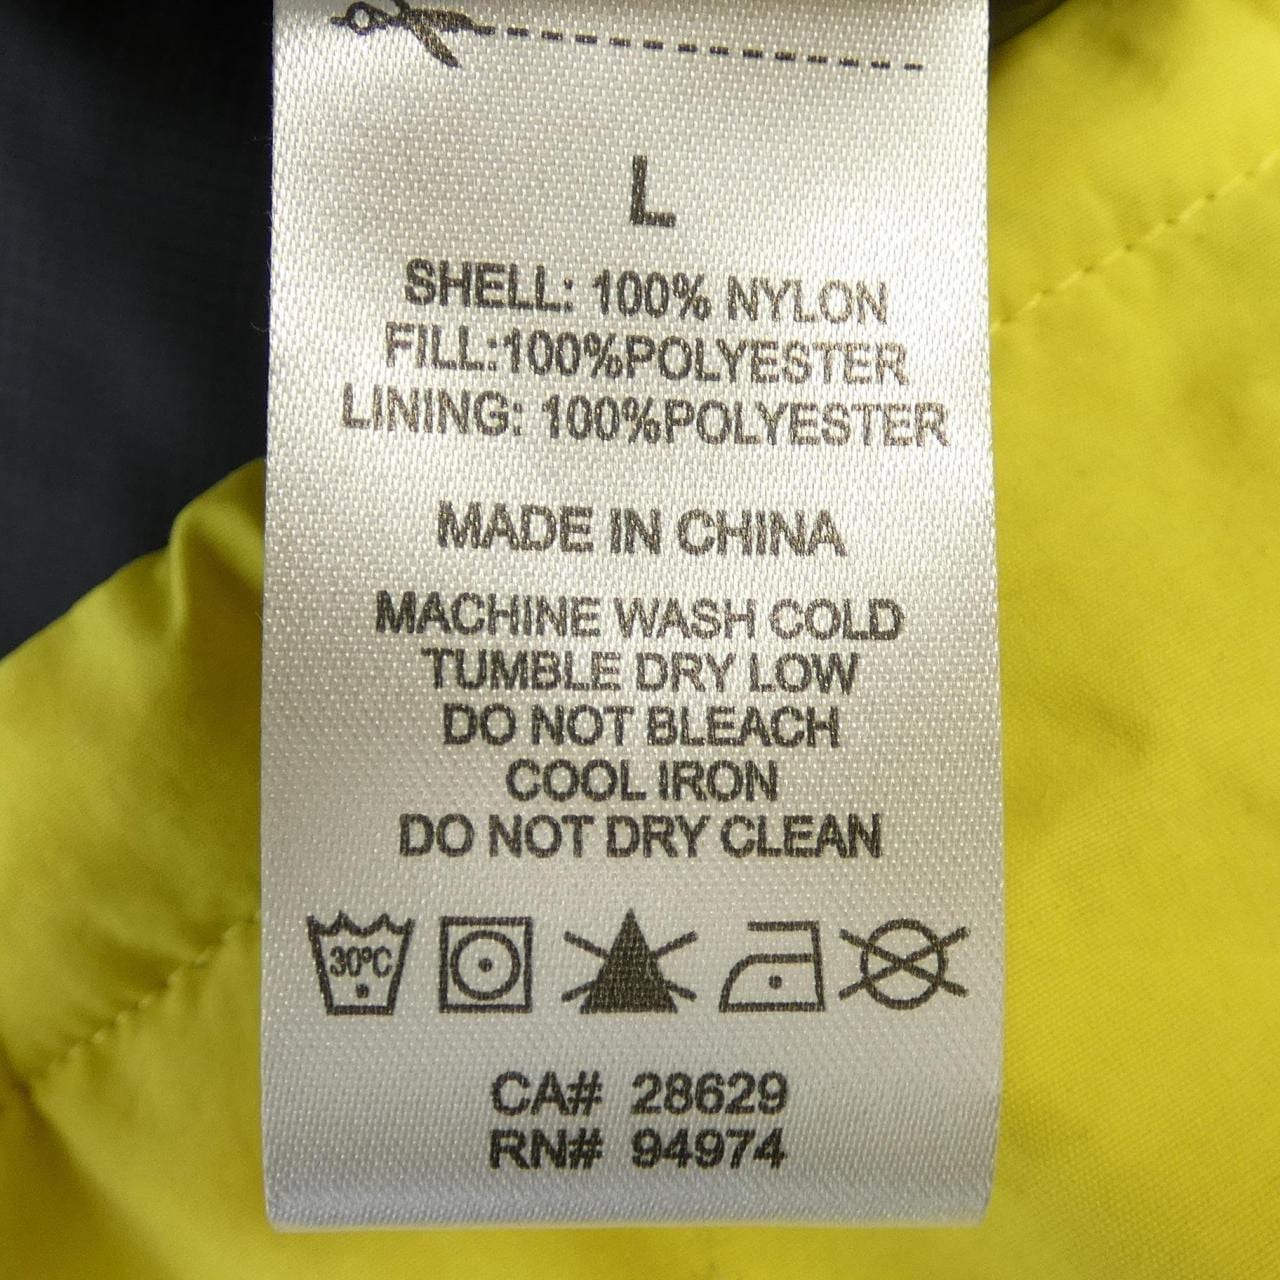 L
SHELL: 100% NYLON
FILL:100%POLYESTER
LINING: 100%POLYESTER
MADE IN CHINA
MACHINE WASH COLD
TUMBLE DRY LOW
DO NOT BLEACH
COOL IRON
DO NOT DRY CLEAN
30ºC
CA# 28629
RN# 94974